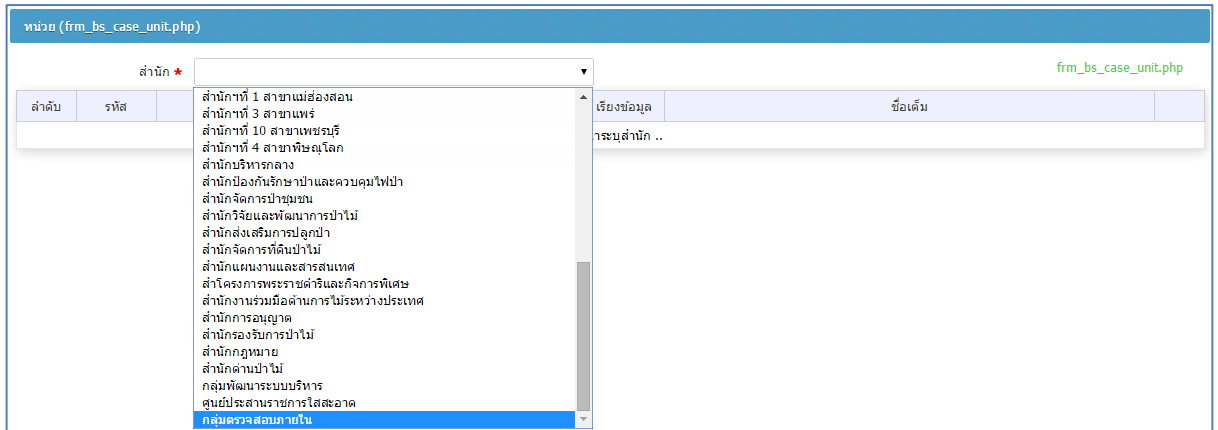 หน่วย (frm_bs_case_unit.php)
สำนัก * ▼
frm_bs_case_unit.php
ลำดับ รหัส เรียงข้อมูล ชื่อเต็ม
ระบุสำนัก ..
สำนักฯที่ 1 สาขาแม่ฮ่องสอน
สำนักฯที่ 3 สาขาแพร่
สำนักฯที่ 10 สาขาเพชรบุรี
สำนักฯที่ 4 สาขาพิษณุโลก
สำนักบริหารกลาง
สำนักป้องกันรักษาป่าและควบคุมไฟป่า
สำนักจัดการป่าชุมชน
สำนักวิจัยและพัฒนาการป่าไม้
สำนักส่งเสริมการปลูกป่า
สำนักจัดการที่ดินป่าไม้
สำนักแผนงานและสารสนเทศ
สำโครงการพระราชดำริและกิจการพิเศษ
สำนักงานร่วมมือด้านการไม้ระหว่างประเทศ
สำนักการอนุญาต
สำนักรองรับการป่าไม้
สำนักกฎหมาย
สำนักด่านป่าไม้
กลุ่มพัฒนาระบบบริหาร
ศูนย์ประสานราชการใสสะอาด
กลุ่มตรวจสอบภายใน